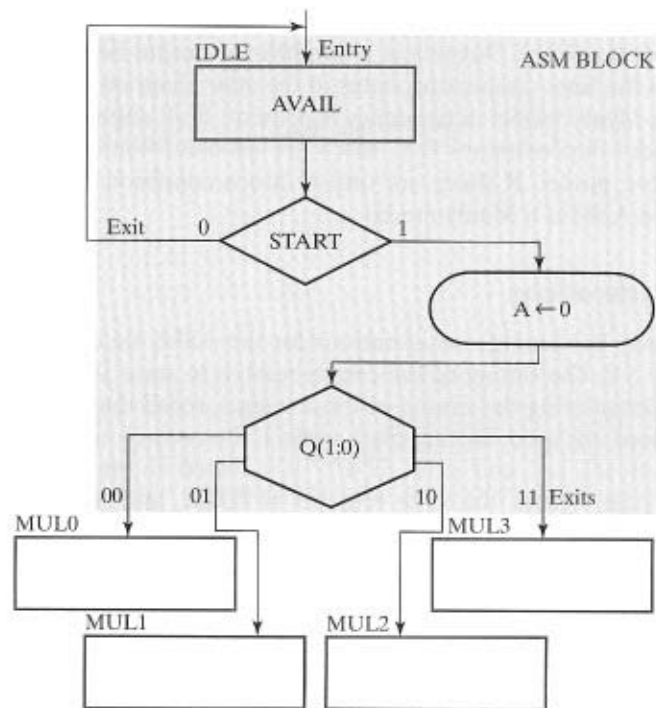 IDLE Entry ASM BLOCK
AVAIL
Exit 0 START 1
A ← 0
Q(1:0)
00 01 10 11 Exits
MUL0 MUL3
MUL1 MUL2